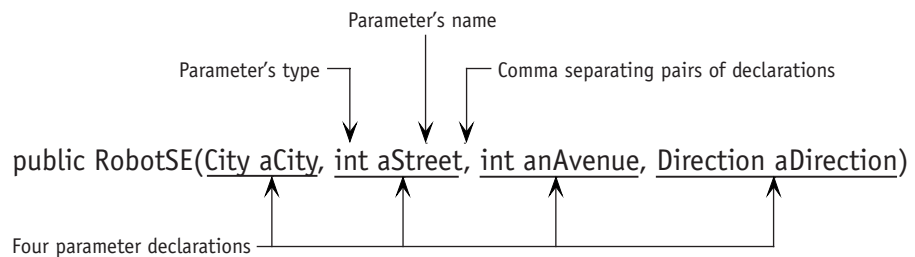 Parameter's name
Parameter's type
Comma separating pairs of declarations
public RobotSE(City aCity, int aStreet, int anAvenue, Direction aDirection)
Four parameter declarations